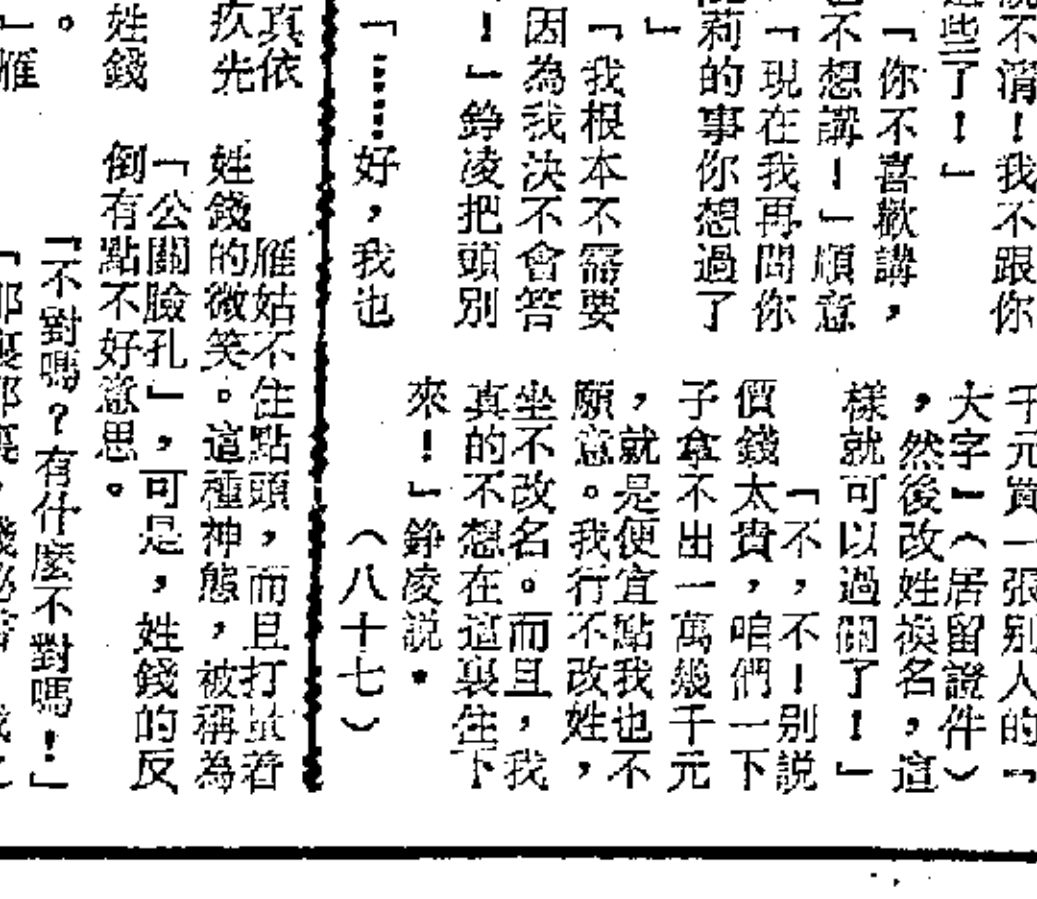 說不清!我不跟你
這些了!」
「你不喜歡講,
不想講!」順意
「現在我再問你
莉的事你想過了
」
「我根本不需要
因為我決不會答
!」錚凌把頭別
「……好,我也
千元買一張別人的「
大字」(居留證件)
,然後改姓換名,這
樣就可以過關了!」
「不,不!别説
價錢太貴,咱們一下
子拿不出一萬幾千元
,就是便宜點我也不
願意。我行不改姓,
坐不改名。而且,我
真的不想在這裏住下
來!」錚凌説。
(八十七)
真依
疚先
姓錢
。
」雁
雁姑不住點頭,而且打量着
姓錢的微笑。這種神態,被稱為
「公關臉孔」,可是,姓錢的反
倒有點不好意思。
「不對嗎?有什麼不對嗎!」